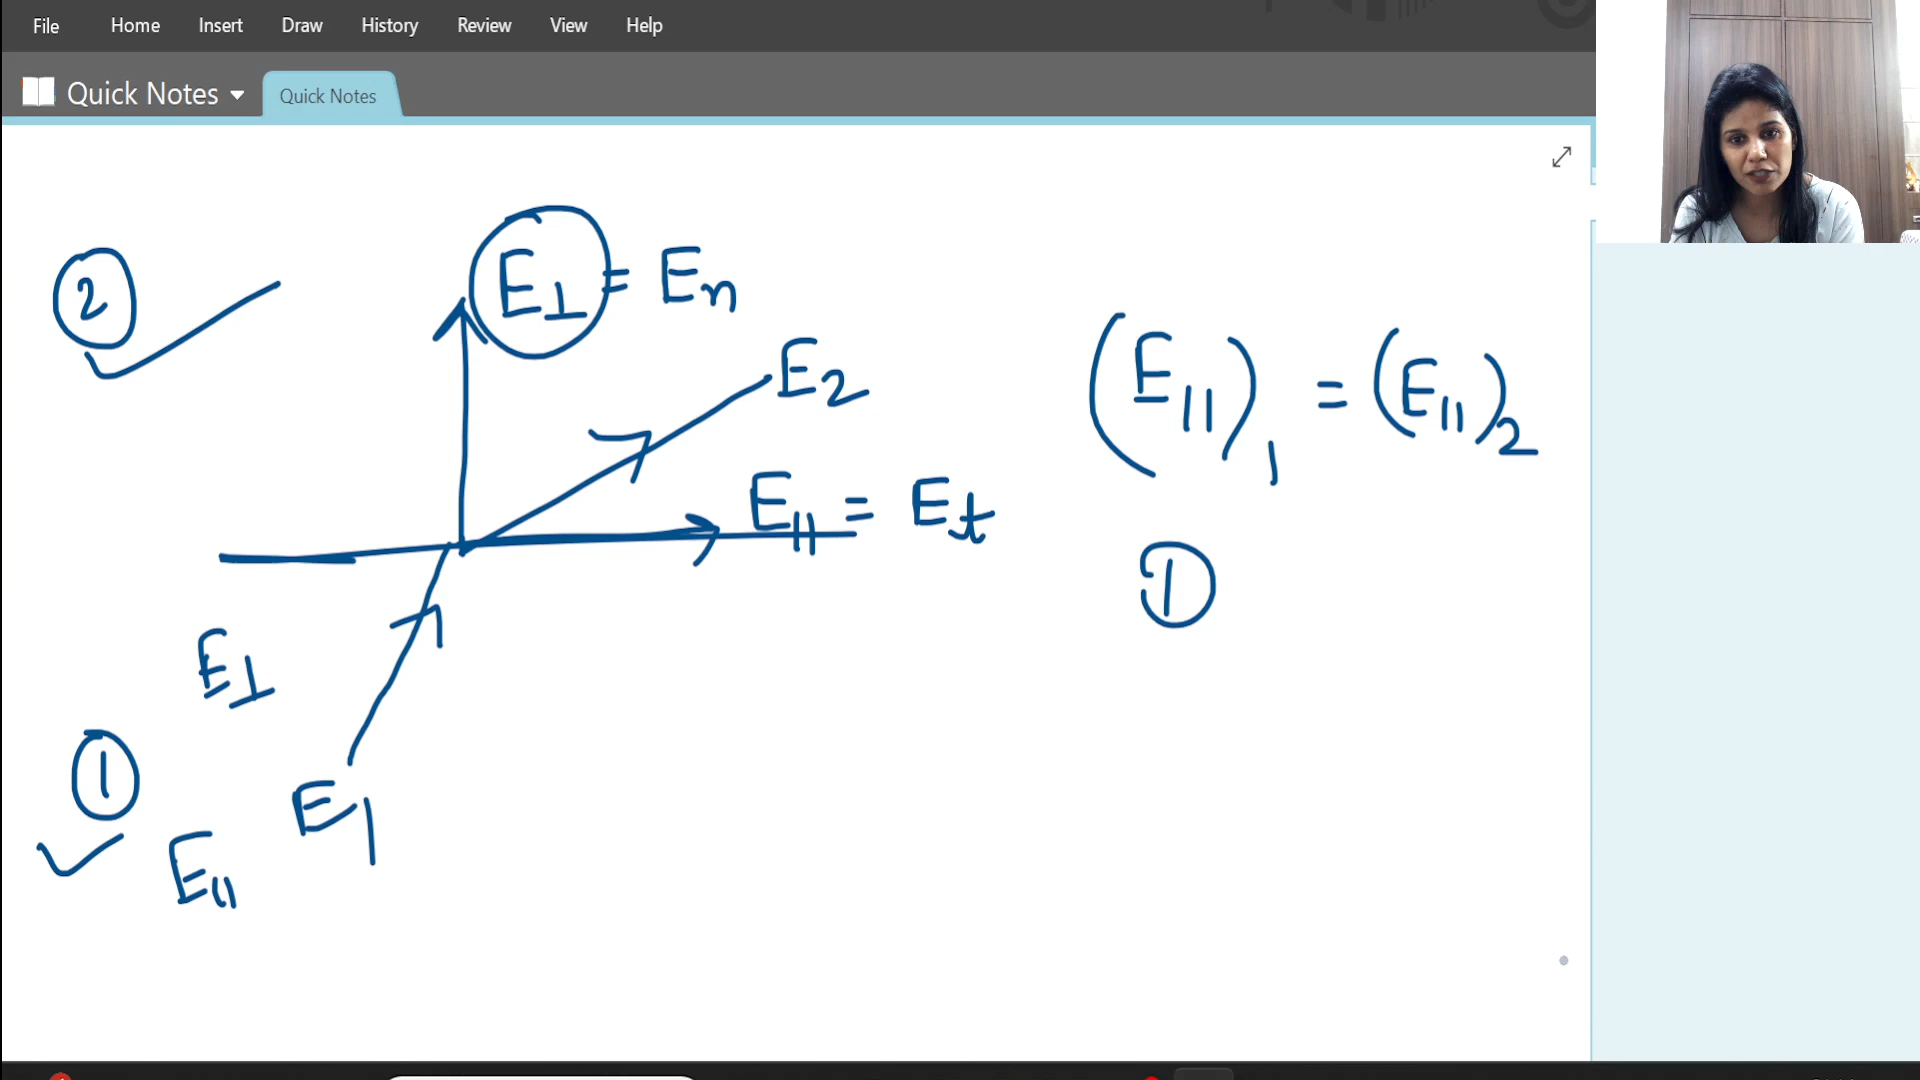 File Home Insert Draw History Review View Help
Quick Notes Quick Notes
2
E⊥ = En
E2
(E||)1 = (E||)2
E|| = Et
1
E⊥
1
E1
E||